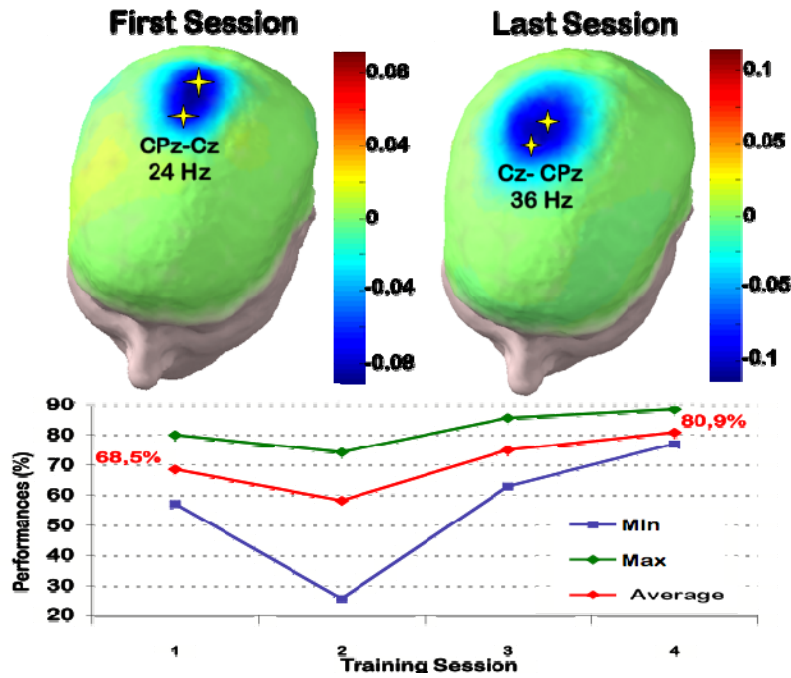 First Session
Last Session
0.08
0.04
0
-0.04
-0.08
CPz-Cz
24 Hz
0.1
0.05
0
-0.05
-0.1
Cz- CPz
36 Hz
90
80
70
60
50
40
30
20
Performances (%)
68,5%
80,9%
Min
Max
Average
1
2
3
4
Training Session